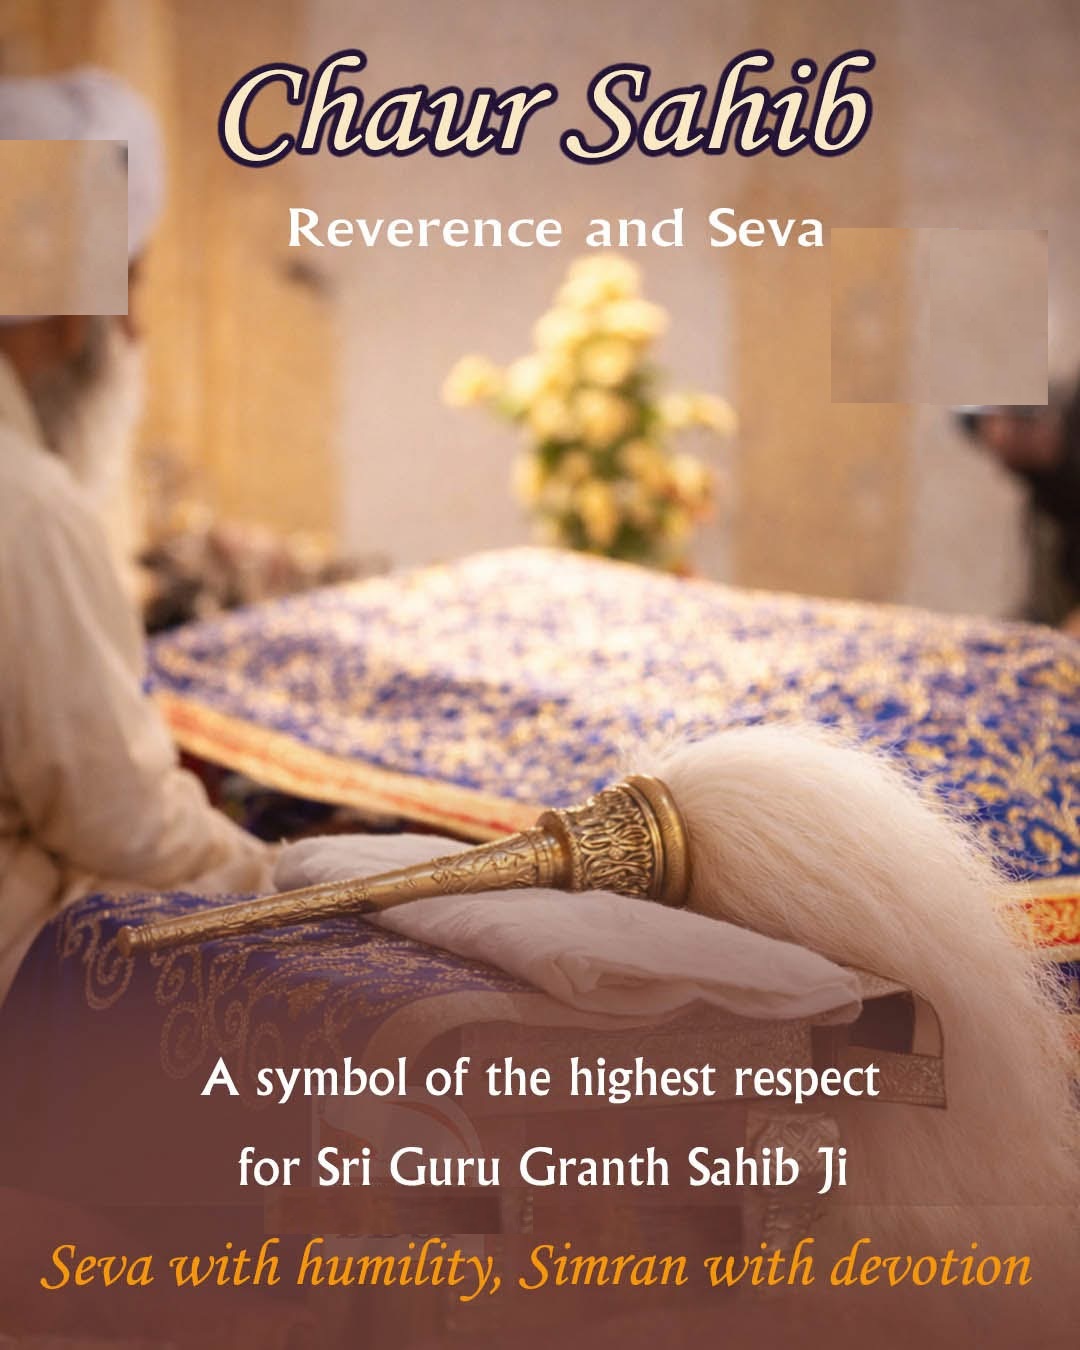 Chaur Sahib
Reverence and Seva
A symbol of the highest respect
for Sri Guru Granth Sahib Ji
Seva with humility, Simran with devotion